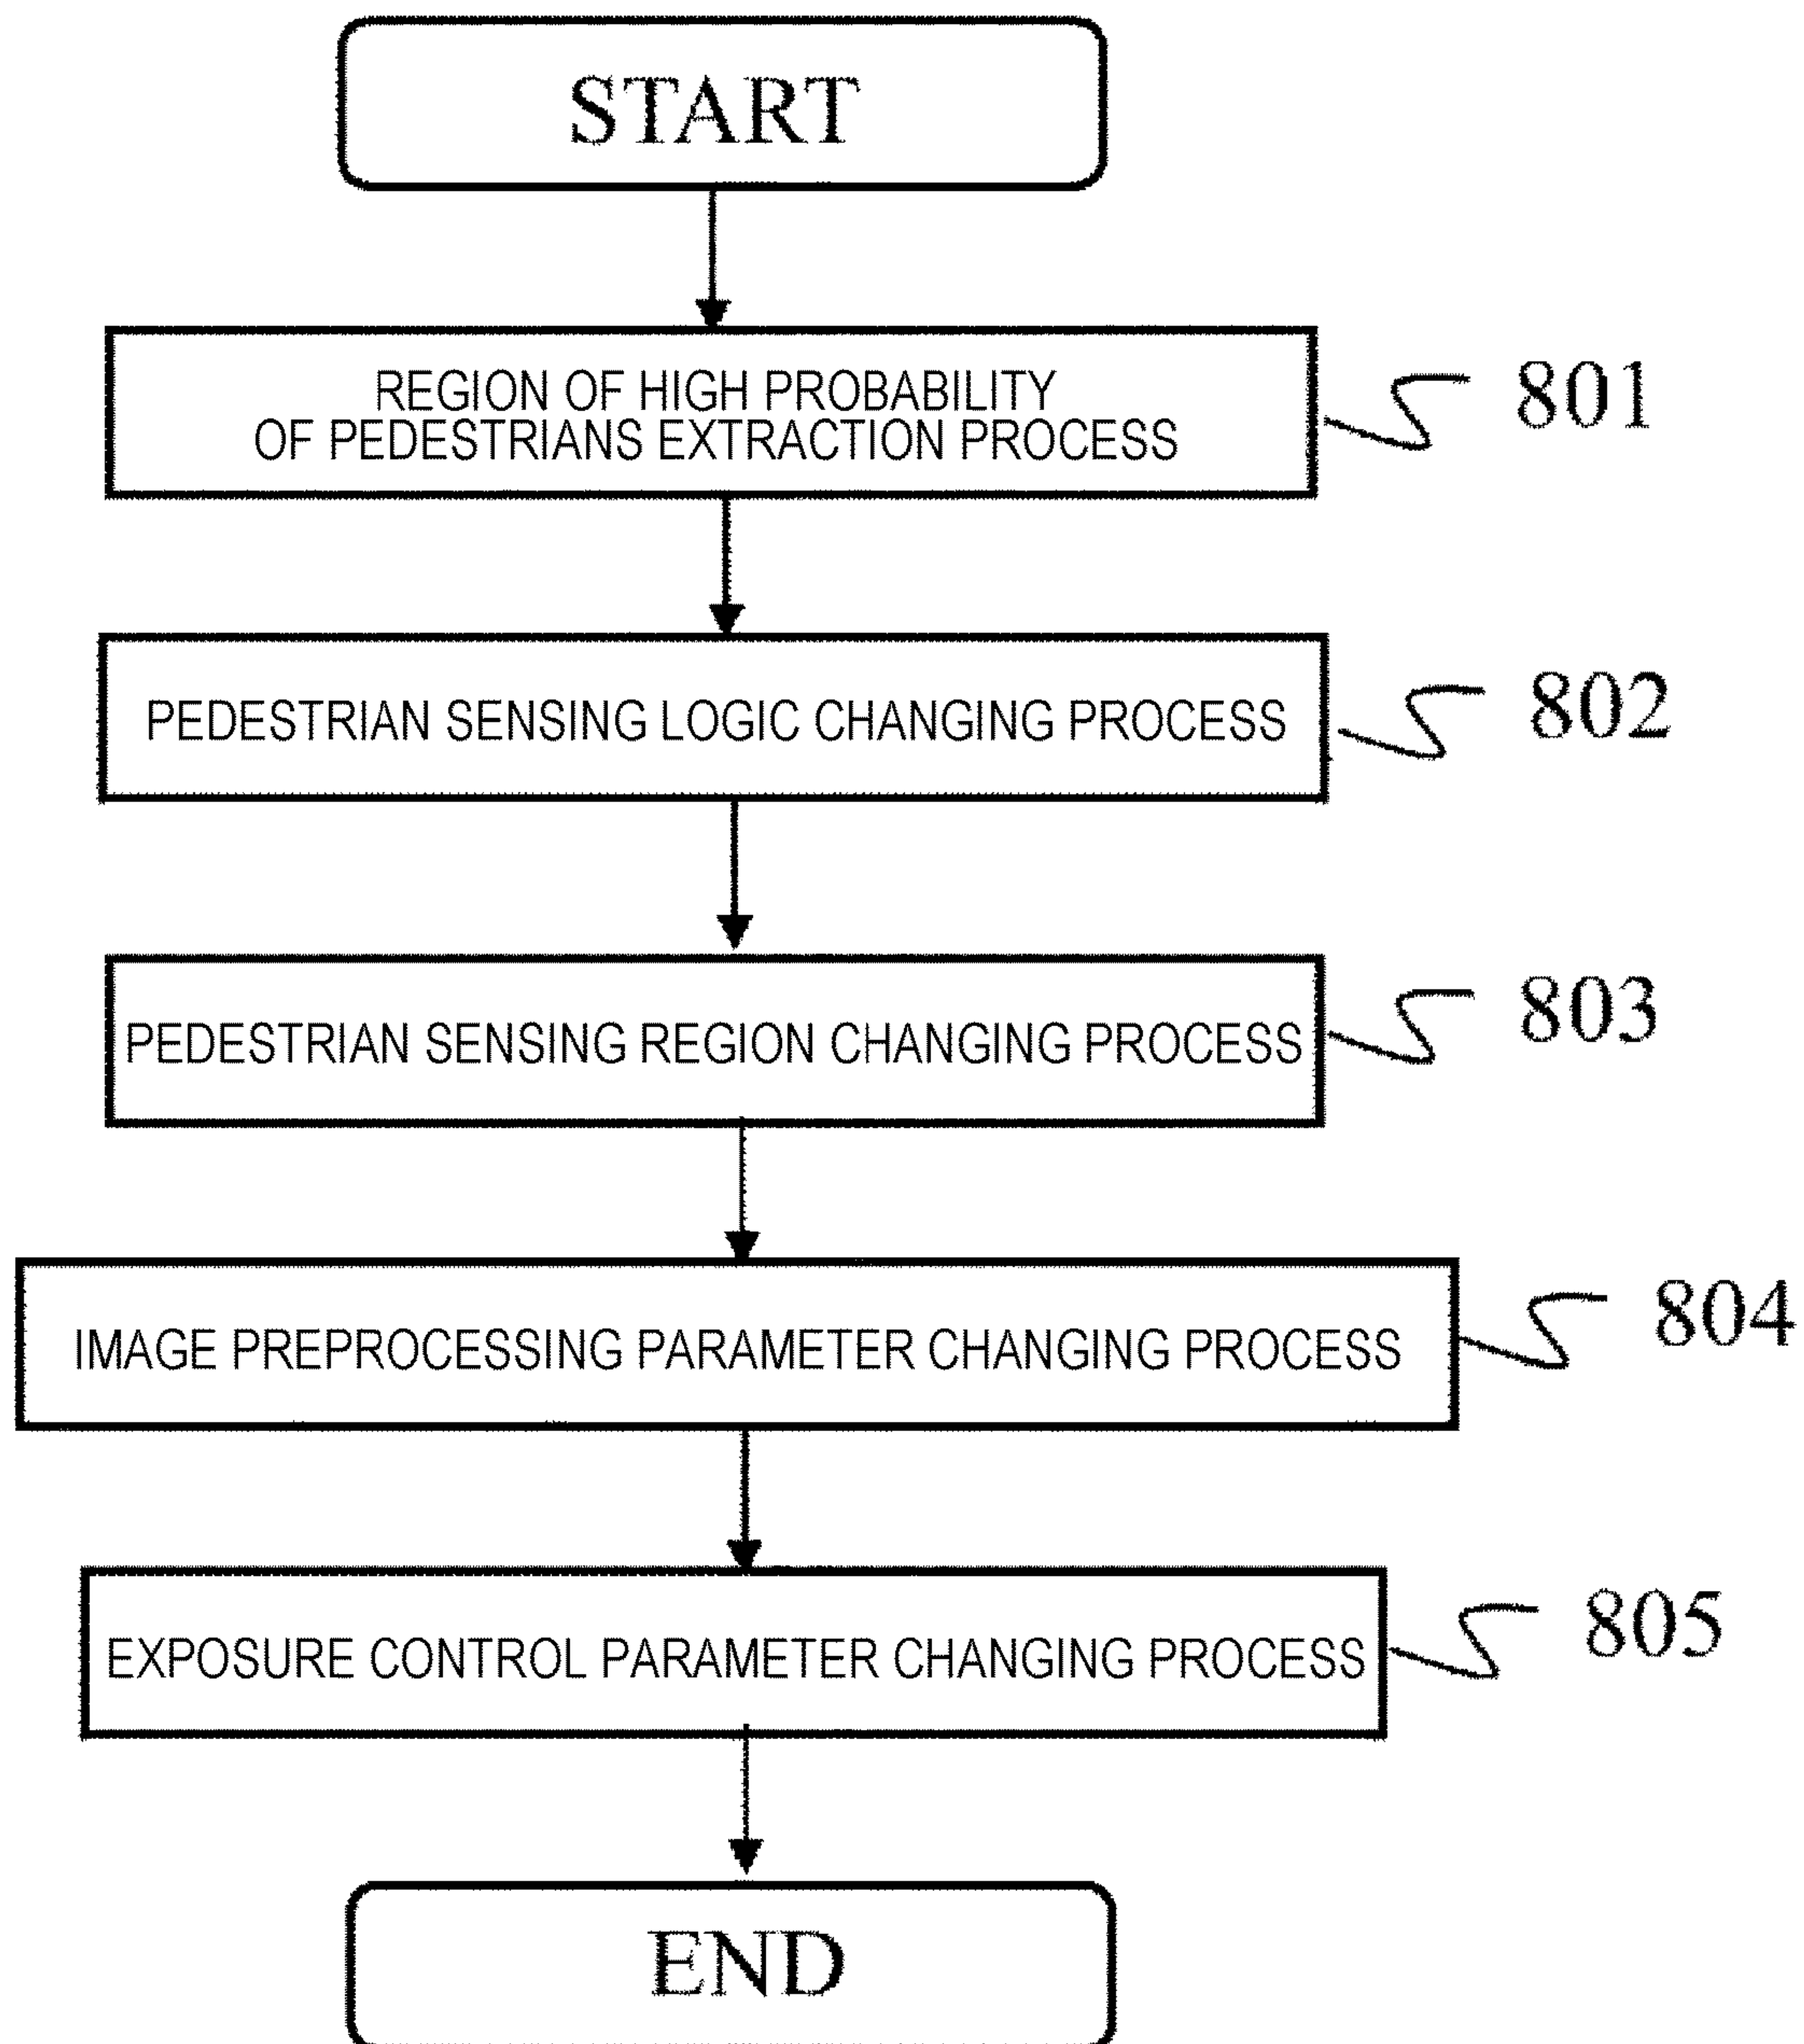 START
REGION OF HIGH PROBABILITY
OF PEDESTRIANS EXTRACTION PROCESS
801
PEDESTRIAN SENSING LOGIC CHANGING PROCESS
802
PEDESTRIAN SENSING REGION CHANGING PROCESS
803
IMAGE PREPROCESSING PARAMETER CHANGING PROCESS
804
EXPOSURE CONTROL PARAMETER CHANGING PROCESS
805
END